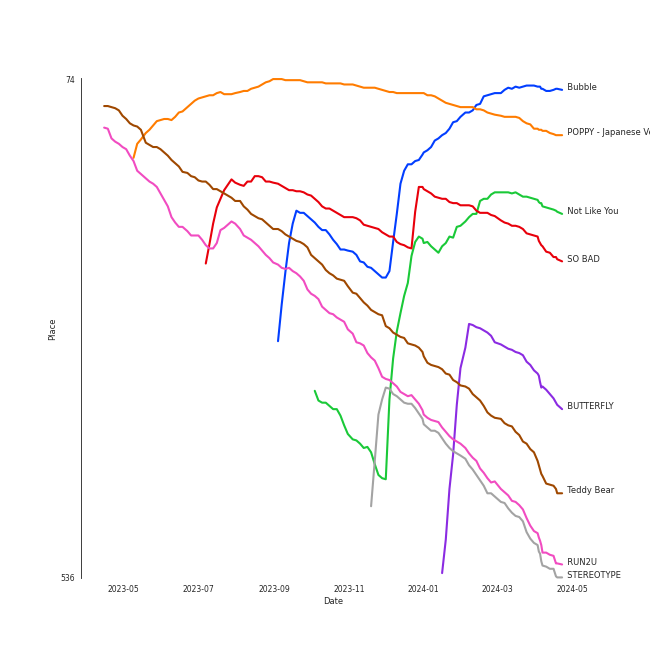 74
Bubble
POPPY - Japanese Ve
Not Like You
SO BAD
Place
BUTTERFLY
Teddy Bear
RUN2U
STEREOTYPE
536
2023-05
2023-07
2023-09
2023-11
2024-01
2024-03
2024-05
Date